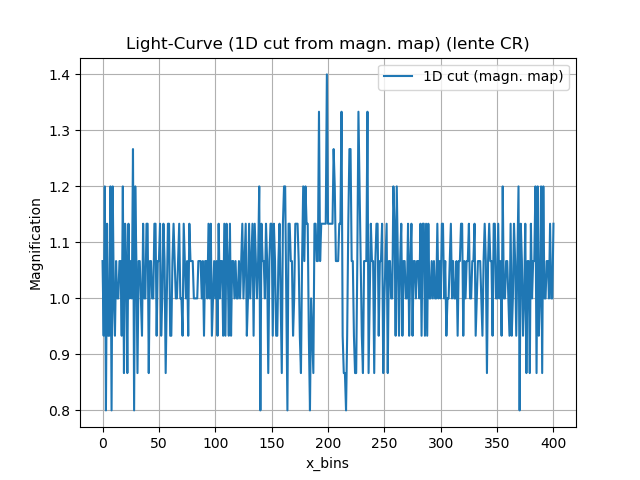 Light-Curve (1D cut from magn. map) (lente CR)
1D cut (magn. map)
1.4
1.3
1.2
1.1
1.0
0.9
0.8
Magnification
0 50 100 150 200 250 300 350 400
x_bins